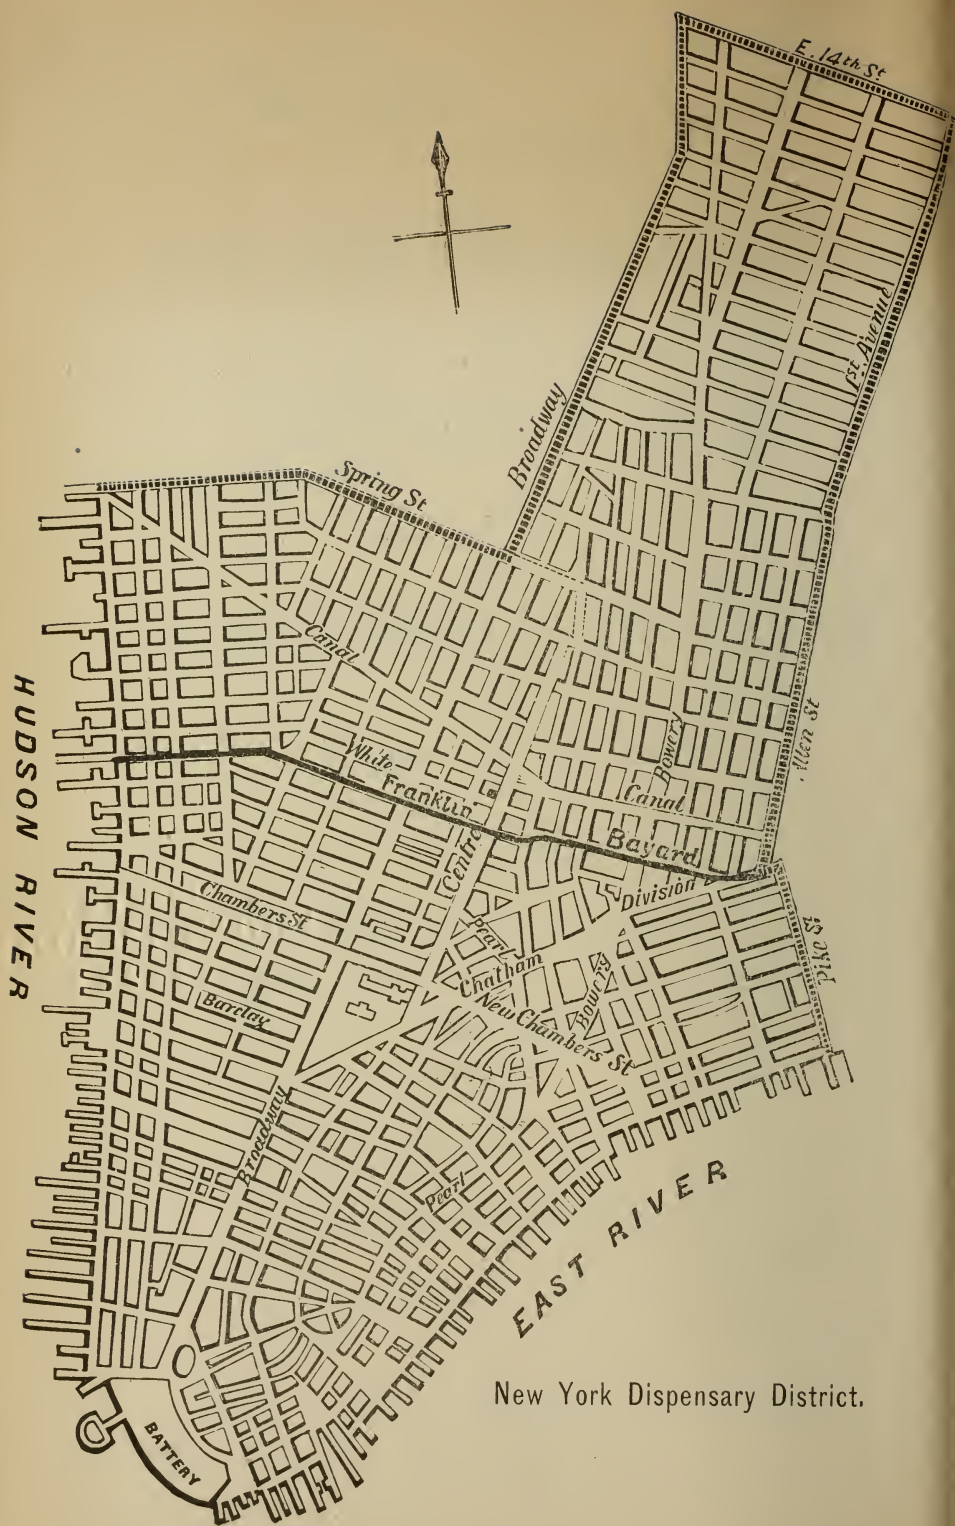 E. 14th St.
1st Avenue
Broadway
Spring St
Canal
Bowery
Allen St
White
Franklin
Canal
Centre
Bayard
Division
HUDSON RIVER
Chambers St
Pearl
Chatham
Pike St
Barclay
New Chambers St
Bowery
Broadway
Pearl
EAST RIVER
New York Dispensary District.
BATTERY